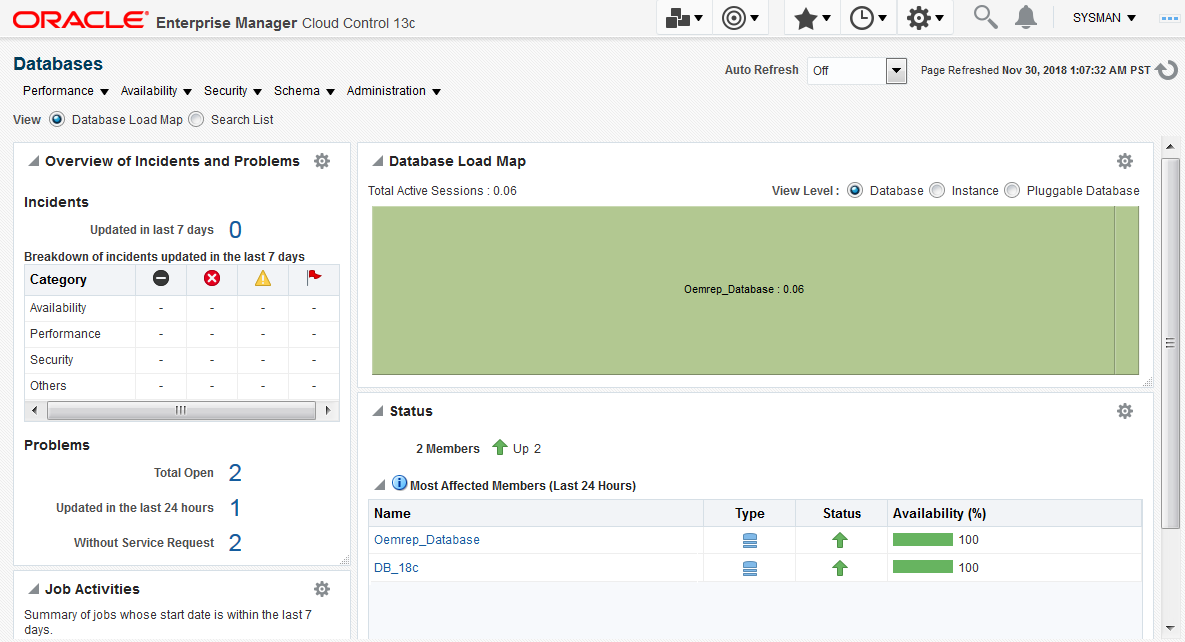 ORACLE® Enterprise Manager Cloud Control 13c
SYSMAN
Databases
Auto Refresh Off Page Refreshed Nov 30, 2018 1:07:32 AM PST
Performance Availability Security Schema Administration
View Database Load Map Search List
Overview of Incidents and Problems
Incidents
Updated in last 7 days 0
Breakdown of incidents updated in the last 7 days
Category
Availability - - - -
Performance - - - -
Security - - - -
Others - - - -
Problems
Total Open 2
Updated in the last 24 hours 1
Without Service Request 2
Job Activities
Summary of jobs whose start date is within the last 7
days.
Database Load Map
Total Active Sessions : 0.06 View Level : Database Instance Pluggable Database
Oemrep_Database : 0.06
Status
2 Members Up 2
Most Affected Members (Last 24 Hours)
Name Type Status Availability (%)
Oemrep_Database 100
DB_18c 100